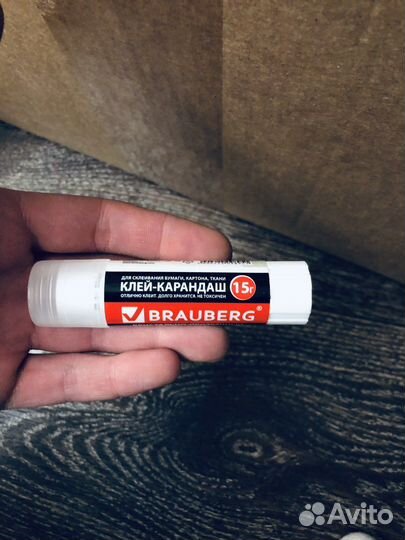 ДЛЯ СКЛЕИВАНИЯ БУМАГИ, КАРТОНА, ТКАНИ
КЛЕЙ-КАРАНДАШ 15г
ОТЛИЧНО КЛЕИТ. ДОЛГО ХРАНИТСЯ. НЕ ТОКСИЧЕН
BRAUBERG®
Avito